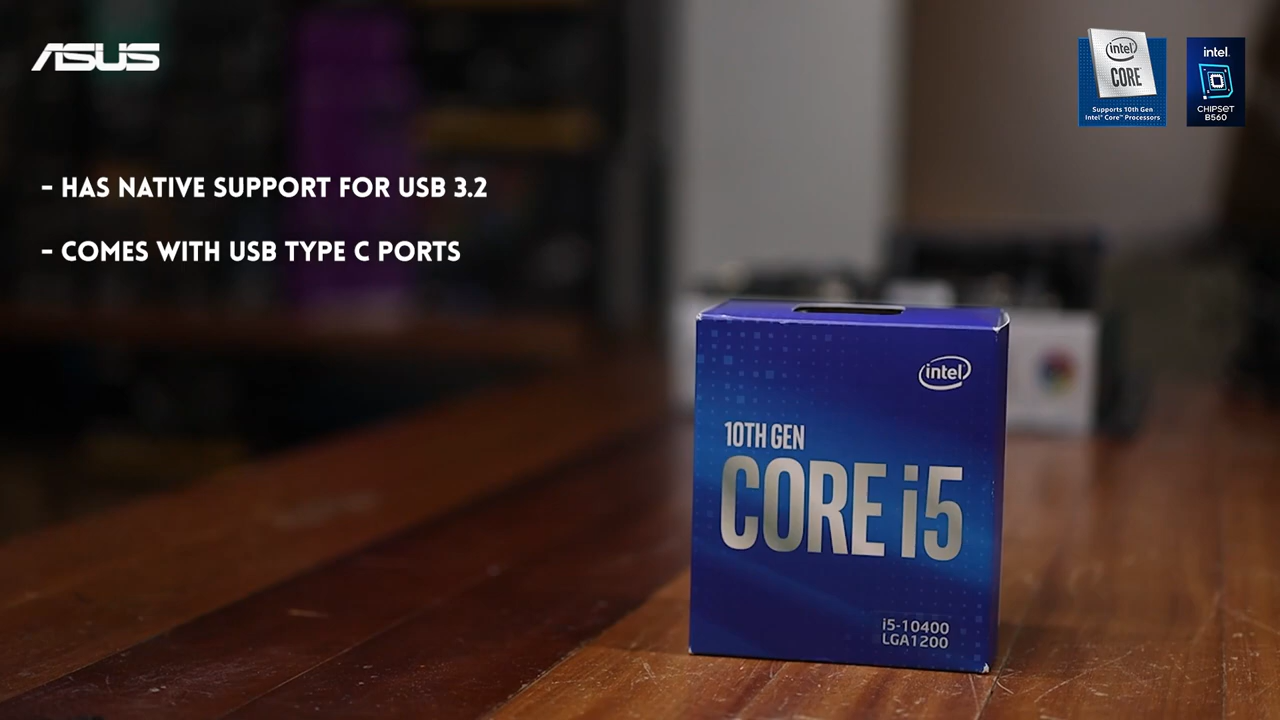 ASUS
intel
CORE
Supports 10th Gen
Intel® Core™ Processors
intel.
CHIPSET
B560
- HAS NATIVE SUPPORT FOR USB 3.2
- COMES WITH USB TYPE C PORTS
intel
10TH GEN
CORE i5
i5-10400
LGA1200